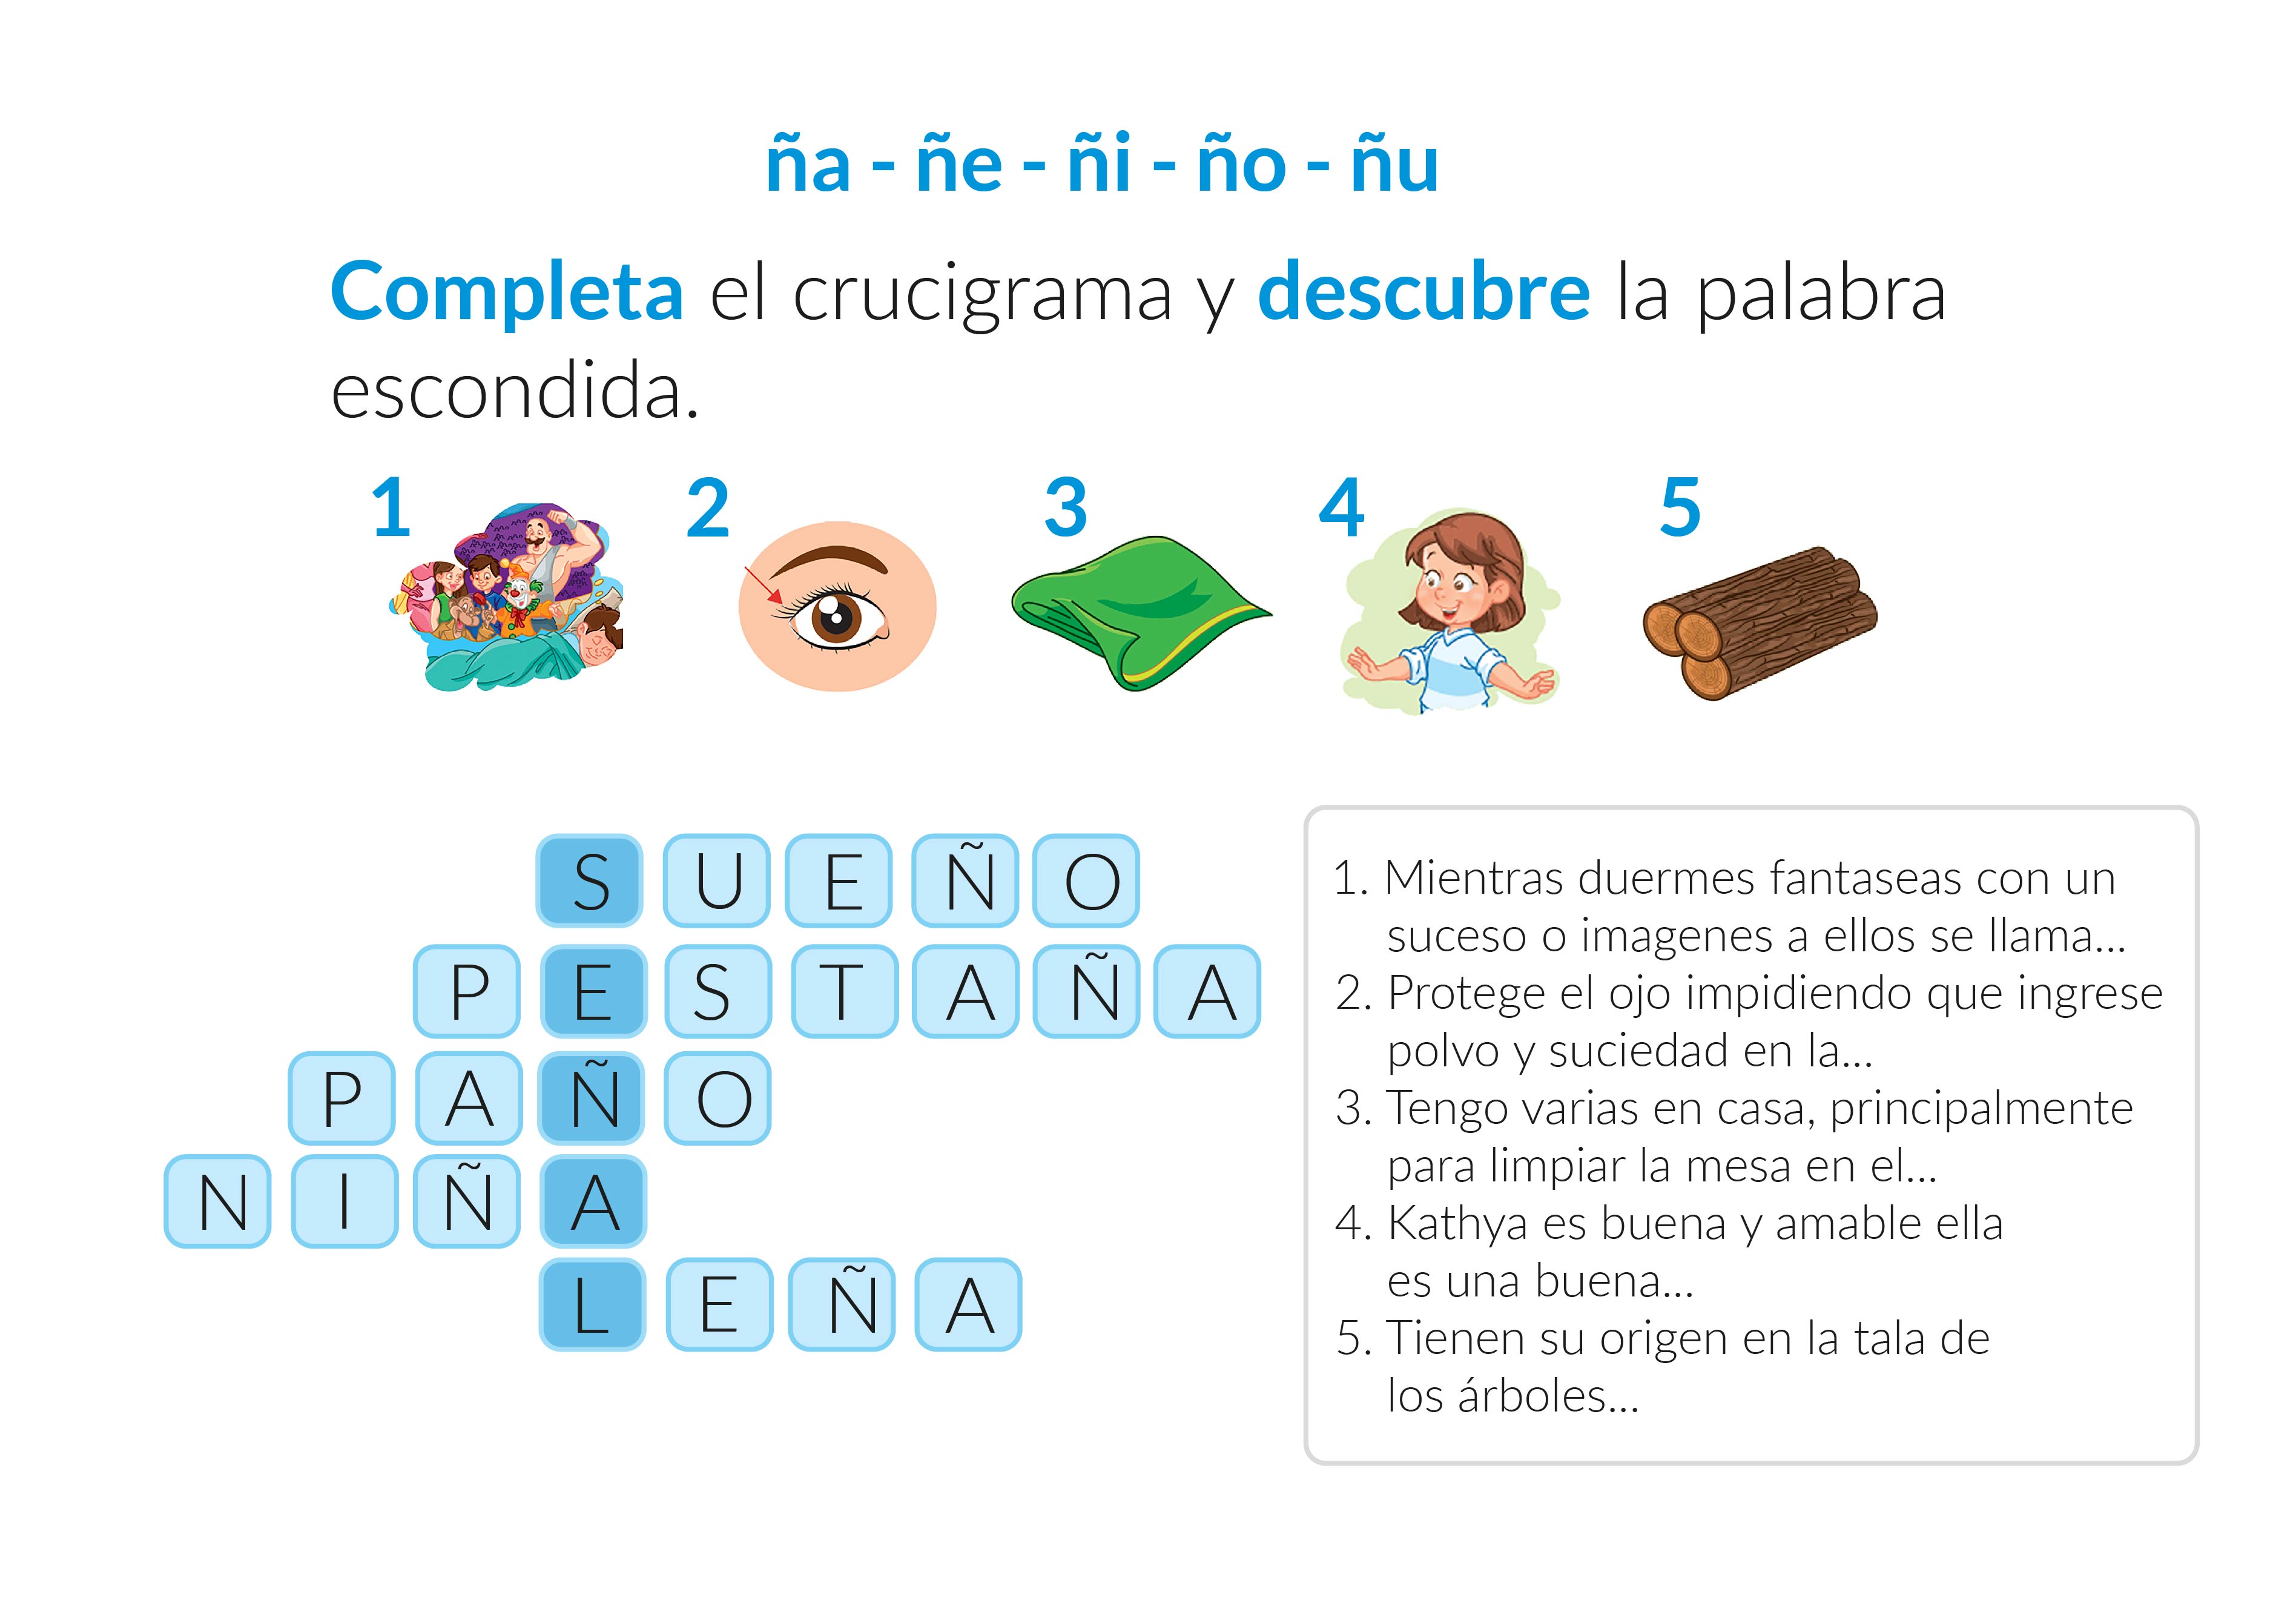 ña - ñe - ñi - ño - ñu
Completa el crucigrama y descubre la palabra
escondida.
1 2 3 4 5
S U E Ñ O
P E S T A Ñ A
P A Ñ O
N I Ñ A
L E Ñ A
1. Mientras duermes fantaseas con un
suceso o imagenes a ellos se llama...
2. Protege el ojo impidiendo que ingrese
polvo y suciedad en la...
3. Tengo varias en casa, principalmente
para limpiar la mesa en el...
4. Kathya es buena y amable ella
es una buena...
5. Tienen su origen en la tala de
los árboles...